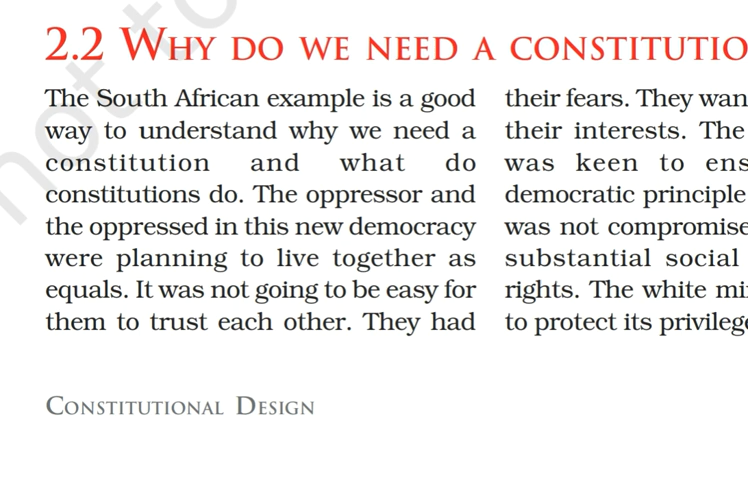 not to
2.2 WHY DO WE NEED A CONSTITUTIO
The South African example is a good
way to understand why we need a
constitution and what do
constitutions do. The oppressor and
the oppressed in this new democracy
were planning to live together as
equals. It was not going to be easy for
them to trust each other. They had
their fears. They wan
their interests. The
was keen to ens
democratic principle
was not compromise
substantial social
rights. The white mi
to protect its privileg
CONSTITUTIONAL DESIGN